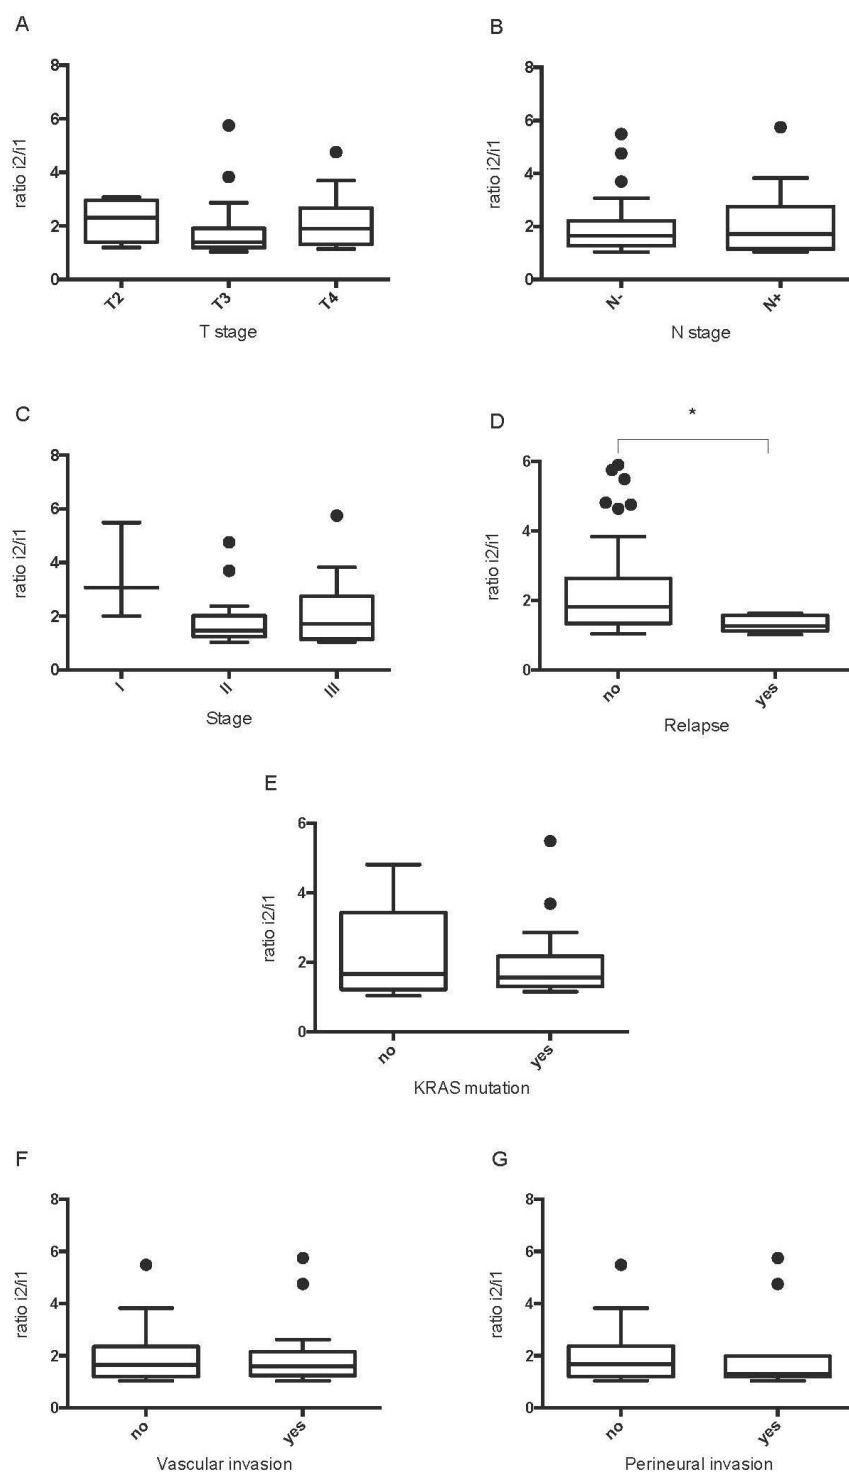 A
8
6
4
2
0
ratio i2/i1
T2
T3
T4
T stage
B
8
6
4
2
0
ratio i2/i1
N-
N+
N stage
C
8
6
4
2
0
ratio i2/i1
I
II
III
Stage
D
*
6
4
2
0
ratio i2/i1
no
yes
Relapse
E
6
4
2
0
ratio i2/i1
no
yes
KRAS mutation
F
8
6
4
2
0
ratio i2/i1
no
yes
Vascular invasion
G
8
6
4
2
0
ratio i2/i1
no
yes
Perineural invasion